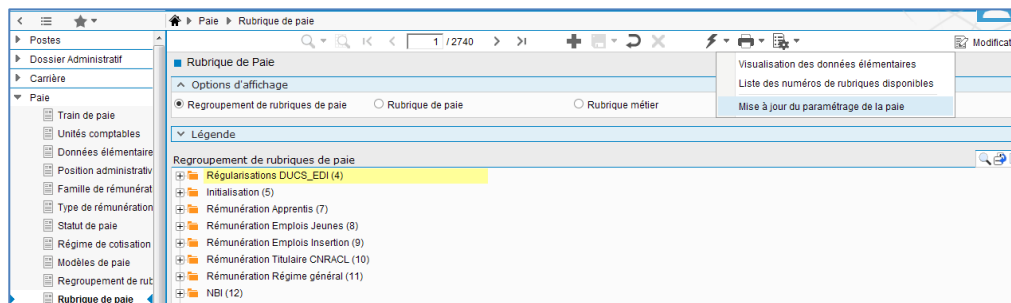 Paie Rubrique de paie
Postes
Dossier Administratif
Carrière
Paie
Train de paie
Unités comptables
Données élémentaire
Position administrativ
Famille de rémunérat
Type de rémunération
Statut de paie
Régime de cotisation
Modèles de paie
Regroupement de rub
Rubrique de paie
1 / 2740
Modificat
Rubrique de Paie
Options d'affichage
Regroupement de rubriques de paie Rubrique de paie Rubrique métier
Visualisation des données élémentaires
Liste des numéros de rubriques disponibles
Mise à jour du paramétrage de la paie
Légende
Regroupement de rubriques de paie
Régularisations DUCS_EDI (4)
Initialisation (5)
Rémunération Apprentis (7)
Rémunération Emplois Jeunes (8)
Rémunération Emplois Insertion (9)
Rémunération Titulaire CNRACL (10)
Rémunération Régime général (11)
NBI (12)